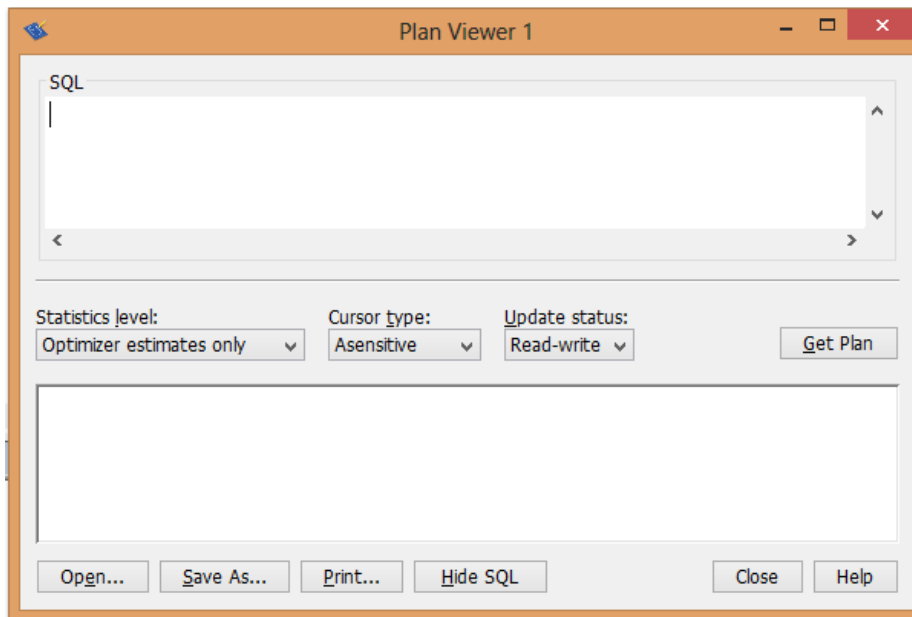 Plan Viewer 1
SQL
Statistics level: Cursor type: Update status:
Optimizer estimates only Asensitive Read-write Get Plan
Open... Save As... Print... Hide SQL Close Help